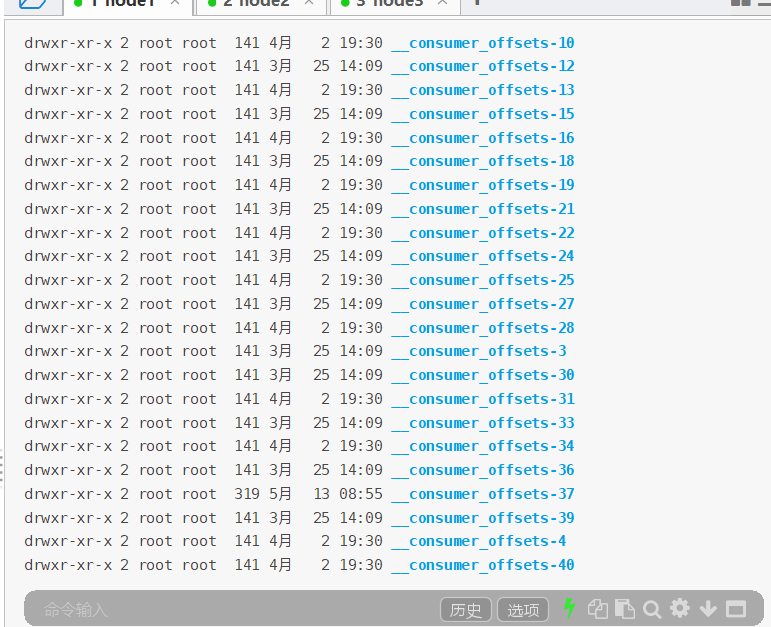 1 node1 × 2 node2 × 3 node3 × +
drwxr-xr-x 2 root root  141 4月   2 19:30 __consumer_offsets-10
drwxr-xr-x 2 root root  141 3月  25 14:09 __consumer_offsets-12
drwxr-xr-x 2 root root  141 4月   2 19:30 __consumer_offsets-13
drwxr-xr-x 2 root root  141 3月  25 14:09 __consumer_offsets-15
drwxr-xr-x 2 root root  141 4月   2 19:30 __consumer_offsets-16
drwxr-xr-x 2 root root  141 3月  25 14:09 __consumer_offsets-18
drwxr-xr-x 2 root root  141 4月   2 19:30 __consumer_offsets-19
drwxr-xr-x 2 root root  141 3月  25 14:09 __consumer_offsets-21
drwxr-xr-x 2 root root  141 4月   2 19:30 __consumer_offsets-22
drwxr-xr-x 2 root root  141 3月  25 14:09 __consumer_offsets-24
drwxr-xr-x 2 root root  141 4月   2 19:30 __consumer_offsets-25
drwxr-xr-x 2 root root  141 3月  25 14:09 __consumer_offsets-27
drwxr-xr-x 2 root root  141 4月   2 19:30 __consumer_offsets-28
drwxr-xr-x 2 root root  141 3月  25 14:09 __consumer_offsets-3
drwxr-xr-x 2 root root  141 3月  25 14:09 __consumer_offsets-30
drwxr-xr-x 2 root root  141 4月   2 19:30 __consumer_offsets-31
drwxr-xr-x 2 root root  141 3月  25 14:09 __consumer_offsets-33
drwxr-xr-x 2 root root  141 4月   2 19:30 __consumer_offsets-34
drwxr-xr-x 2 root root  141 3月  25 14:09 __consumer_offsets-36
drwxr-xr-x 2 root root  319 5月  13 08:55 __consumer_offsets-37
drwxr-xr-x 2 root root  141 3月  25 14:09 __consumer_offsets-39
drwxr-xr-x 2 root root  141 4月   2 19:30 __consumer_offsets-4
drwxr-xr-x 2 root root  141 4月   2 19:30 __consumer_offsets-40
命令输入 历史 选项